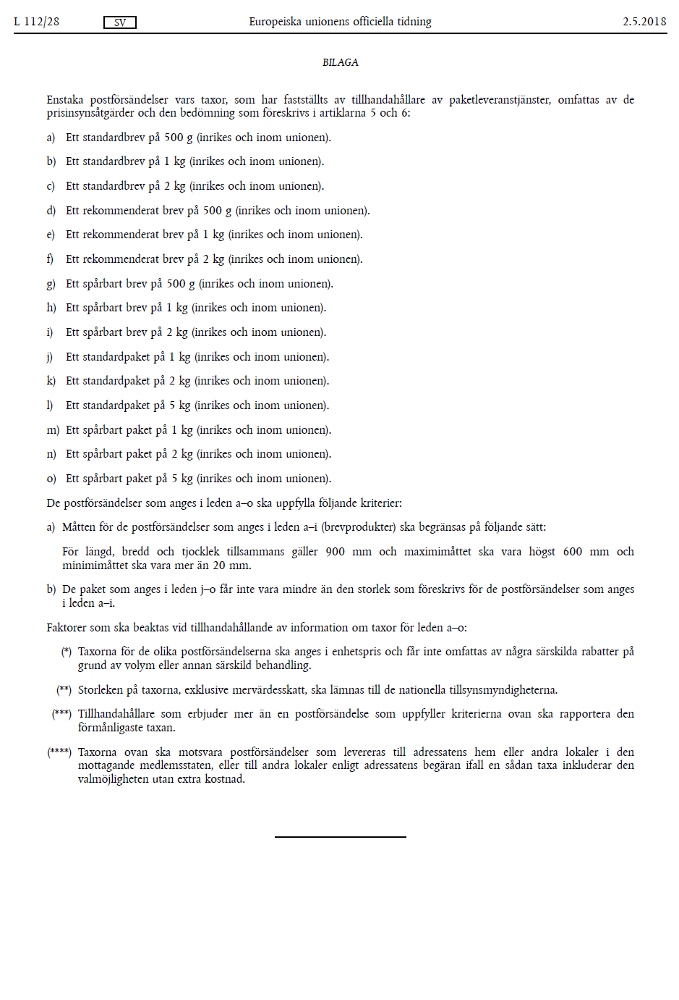 L 112/28 SV Europeiska unionens officiella tidning 2.5.2018
BILAGA
Enstaka postförsändelser vars taxor, som har fastställts av tillhandahållare av paketleveranstjänster, omfattas av de
prisinsynsåtgärder och den bedömning som föreskrivs i artiklarna 5 och 6:
a) Ett standardbrev på 500 g (inrikes och inom unionen).
b) Ett standardbrev på 1 kg (inrikes och inom unionen).
c) Ett standardbrev på 2 kg (inrikes och inom unionen).
d) Ett rekommenderat brev på 500 g (inrikes och inom unionen).
e) Ett rekommenderat brev på 1 kg (inrikes och inom unionen).
f) Ett rekommenderat brev på 2 kg (inrikes och inom unionen).
g) Ett spårbart brev på 500 g (inrikes och inom unionen).
h) Ett spårbart brev på 1 kg (inrikes och inom unionen).
i) Ett spårbart brev på 2 kg (inrikes och inom unionen).
j) Ett standardpaket på 1 kg (inrikes och inom unionen).
k) Ett standardpaket på 2 kg (inrikes och inom unionen).
l) Ett standardpaket på 5 kg (inrikes och inom unionen).
m) Ett spårbart paket på 1 kg (inrikes och inom unionen).
n) Ett spårbart paket på 2 kg (inrikes och inom unionen).
o) Ett spårbart paket på 5 kg (inrikes och inom unionen).
De postförsändelser som anges i leden a–o ska uppfylla följande kriterier:
a) Måtten för de postförsändelser som anges i leden a–i (brevprodukter) ska begränsas på följande sätt:
För längd, bredd och tjocklek tillsammans gäller 900 mm och maximimåttet ska vara högst 600 mm och
minimimåttet ska vara mer än 20 mm.
b) De paket som anges i leden j–o får inte vara mindre än den storlek som föreskrivs för de postförsändelser som anges
i leden a–i.
Faktorer som ska beaktas vid tillhandahållande av information om taxor för leden a–o:
(*) Taxorna för de olika postförsändelserna ska anges i enhetspris och får inte omfattas av några särskilda rabatter på
grund av volym eller annan särskild behandling.
(**) Storleken på taxorna, exklusive mervärdesskatt, ska lämnas till de nationella tillsynsmyndigheterna.
(***) Tillhandahållare som erbjuder mer än en postförsändelse som uppfyller kriterierna ovan ska rapportera den
förmånligaste taxan.
(****) Taxorna ovan ska motsvara postförsändelser som levereras till adressatens hem eller andra lokaler i den
mottagande medlemsstaten, eller till andra lokaler enligt adressatens begäran ifall en sådan taxa inkluderar den
valmöjligheten utan extra kostnad.